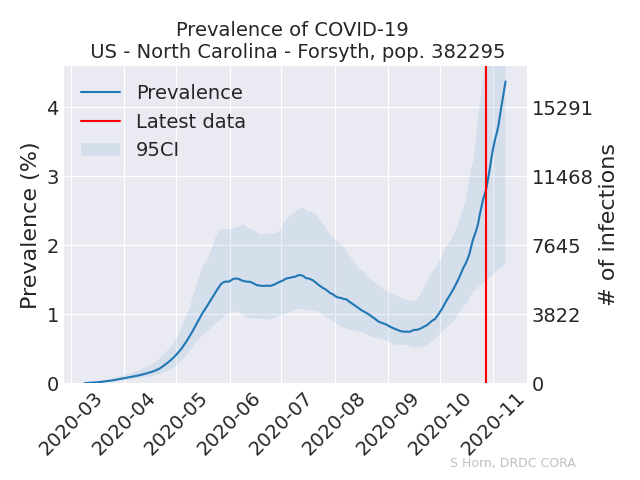 Prevalence of COVID-19
US - North Carolina - Forsyth, pop. 382295
Prevalence
Latest data
95CI
Prevalence (%)
4
3
2
1
0
15291
11468
7645
3822
0
# of infections
2020-03
2020-04
2020-05
2020-06
2020-07
2020-08
2020-09
2020-10
2020-11
S Horn, DRDC CORA